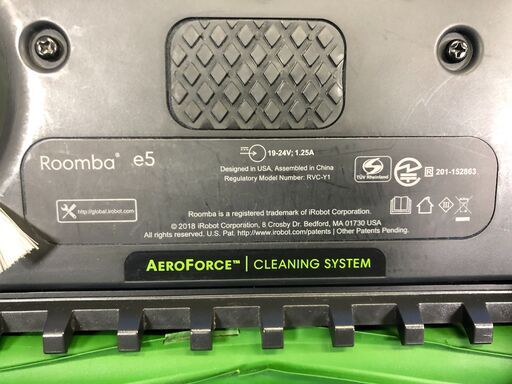 Roomba® e5
19-24V; 1.25A
Designed in USA, Assembled in China
Regulatory Model Number: RVC-Y1
TÜV Rheinland
R 201-152863
http://global.irobot.com
Roomba is a registered trademark of iRobot Corporation.
© 2018 iRobot Corporation, 8 Crosby Dr. Bedford, MA 01730 USA
All rights reserved. U.S. Pat. http://www.irobot.com/patents | Other Patents Pending.
AEROFORCE™ | CLEANING SYSTEM